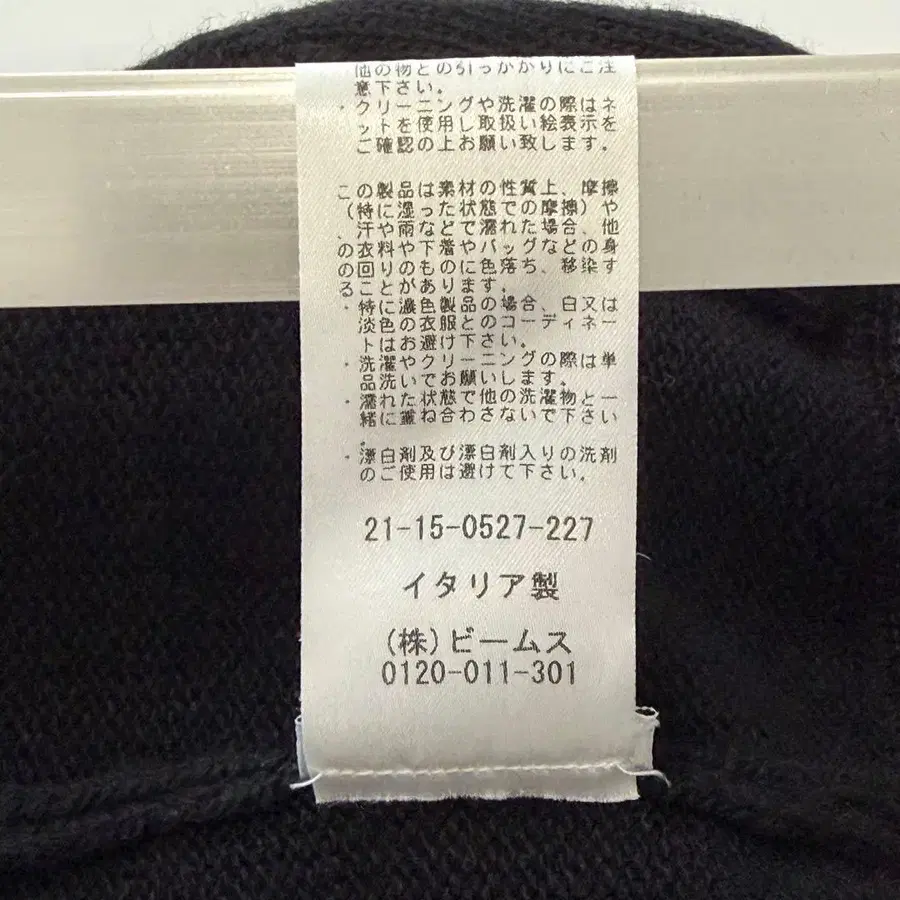 他の物との引っかかりにご注
意下さい。
・クリーニングや洗濯の際はネ
ットを使用し取扱い絵表示を
ご確認の上お願い致します。
この製品は素材の性質上、摩擦
（特に湿った状態での摩擦）や
、汗や雨などで濡れた場合、他
の衣料や下着やバッグなどの身
の回りのものに色落ち、移染す
ることがあります。
・特に濃色製品の場合、白又は
淡色の衣服とのコーディネー
トはお避け下さい。
・洗濯やクリーニングの際は単
品洗いでお願いします。
・濡れた状態で他の洗濯物と一
緒に重ね合わさないで下さい
。
・漂白剤及び漂白剤入りの洗剤
のご使用は避けて下さい。
21-15-0527-227
イタリア製
(株)ビームス
0120-011-301